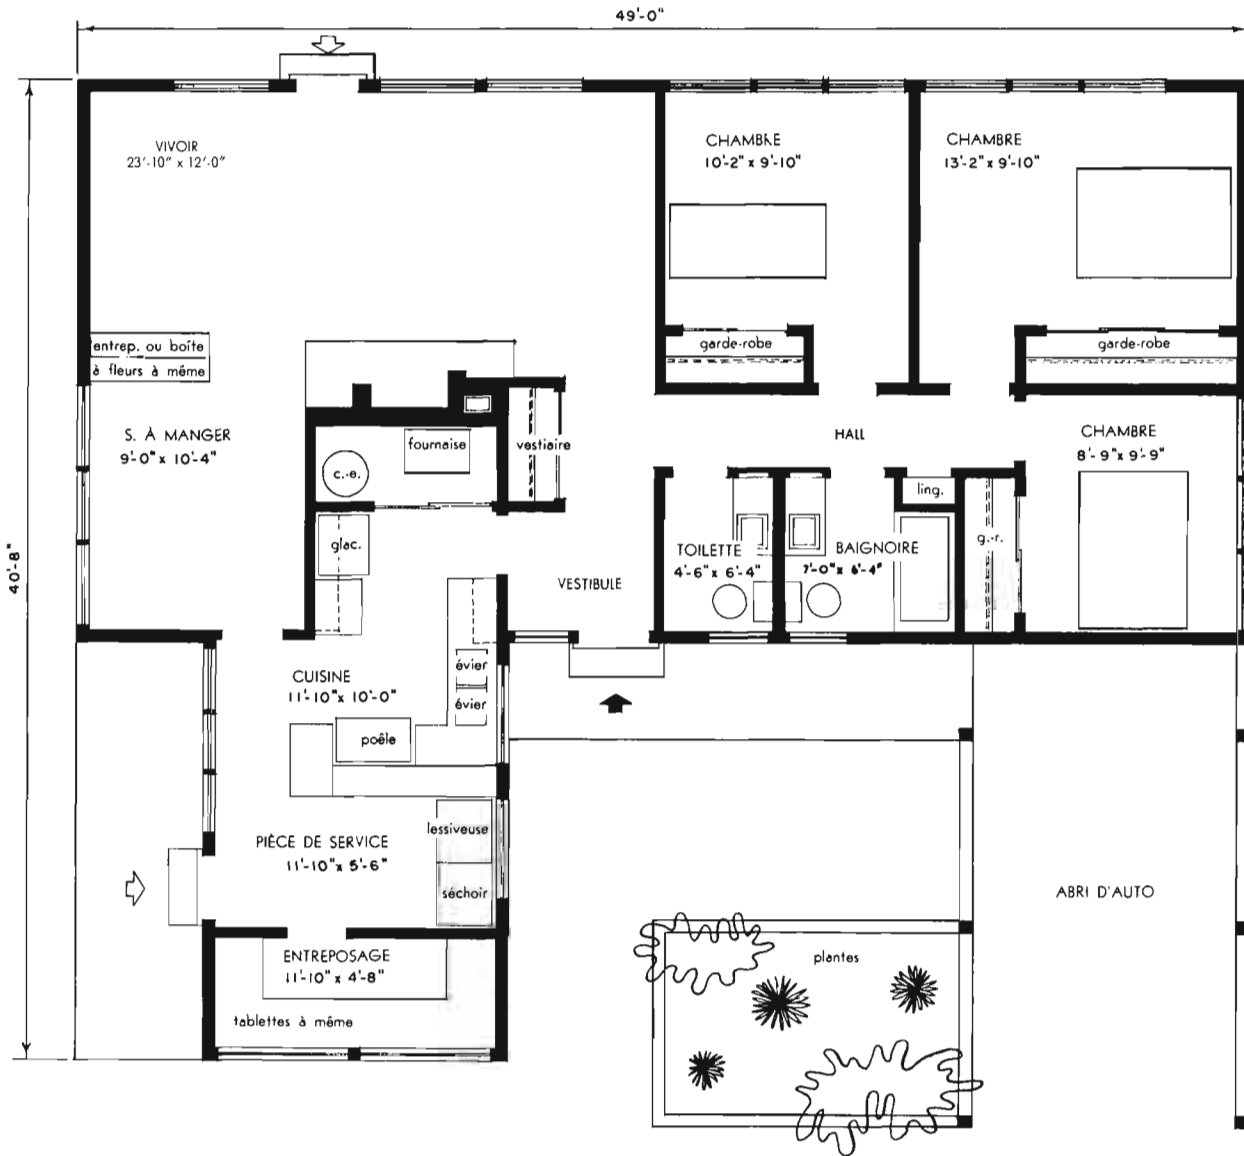 49'-0"
40'-8"
VIVOIR
23'-10" x 12'-0"
CHAMBRE
10'-2" x 9'-10"
CHAMBRE
13'-2" x 9'-10"
garde-robe
garde-robe
entrep. ou boîte
à fleurs à même
S. À MANGER
9'-0" x 10'-4"
fournaise
c.-e.
vestiaire
HALL
CHAMBRE
8'-9" x 9'-9"
ling.
g.-r.
glac.
TOILETTE
4'-6" x 6'-4"
BAIGNOIRE
7'-0" x 6'-4"
VESTIBULE
évier
évier
CUISINE
11'-10" x 10'-0"
poêle
lessiveuse
PIÈCE DE SERVICE
11'-10" x 5'-6"
séchoir
ABRI D'AUTO
ENTREPOSAGE
11'-10" x 4'-8"
plantes
tablettes à même